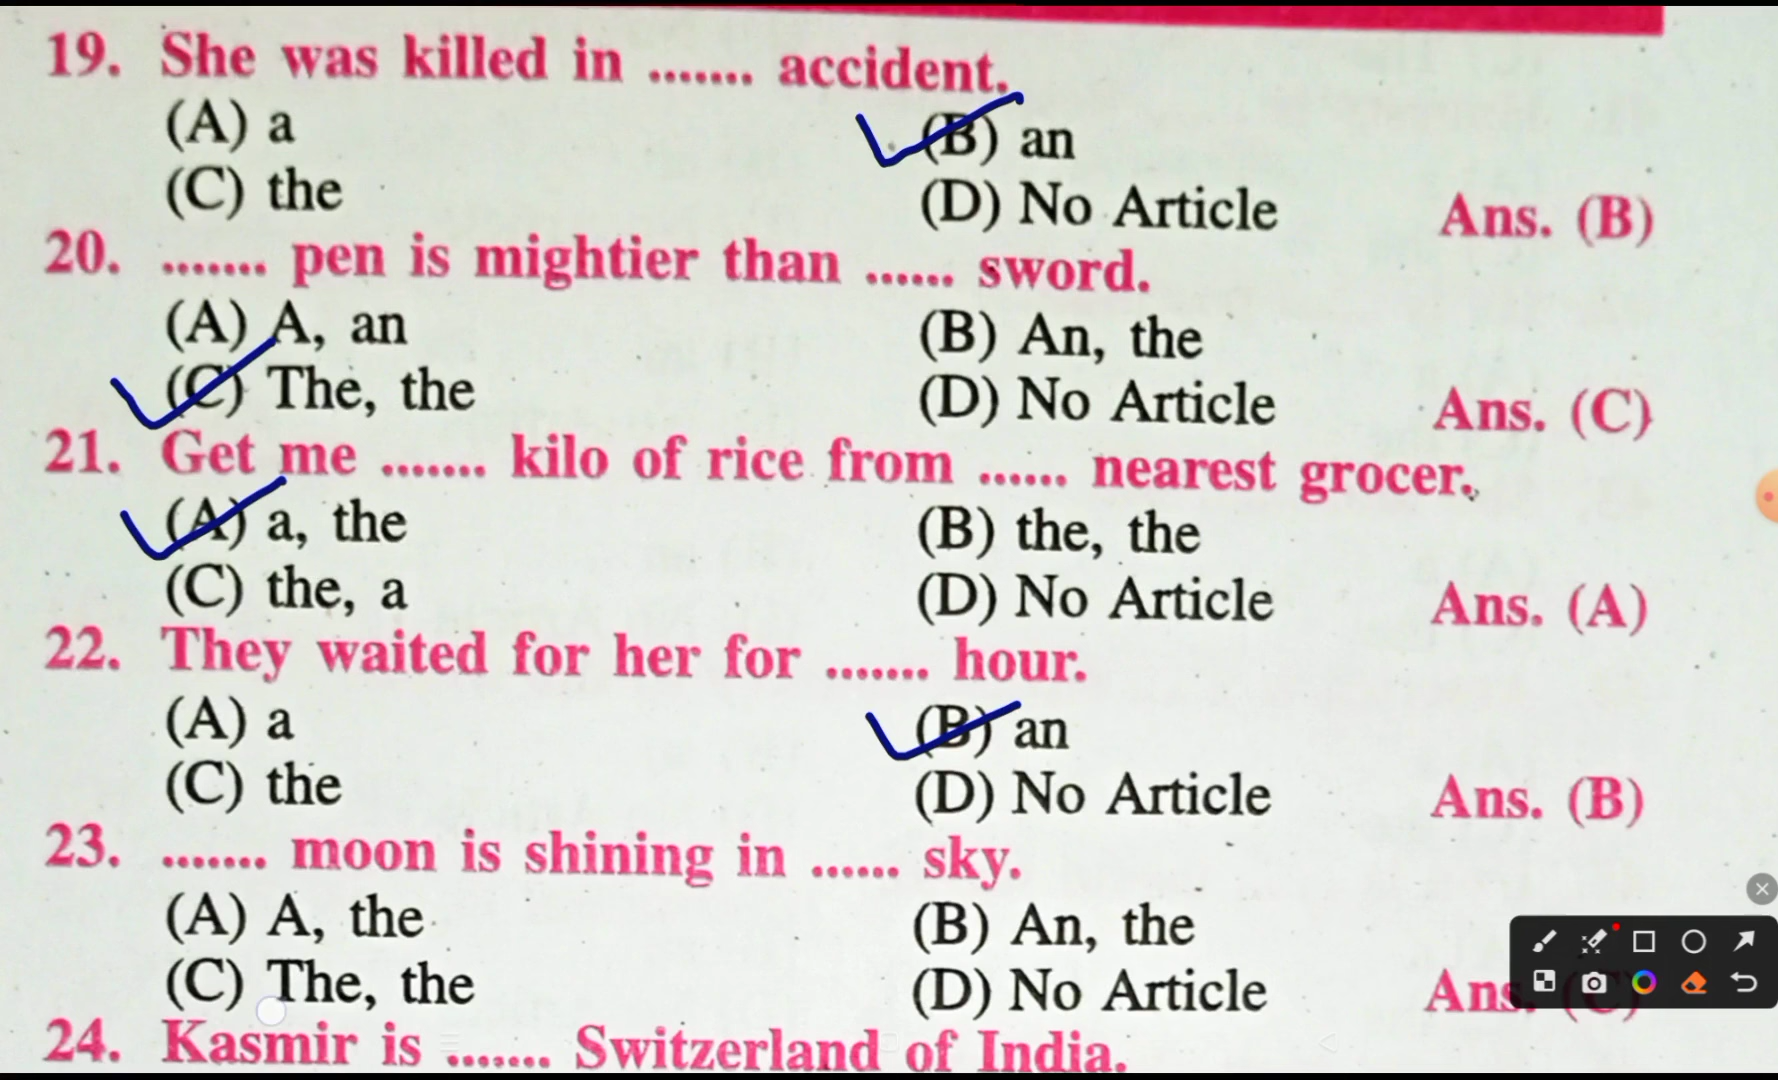 19. She was killed in ....... accident.
(A) a (B) an
(C) the (D) No Article Ans. (B)
20. ....... pen is mightier than ...... sword.
(A) A, an (B) An, the
(C) The, the (D) No Article Ans. (C)
21. Get me ....... kilo of rice from ...... nearest grocer.
(A) a, the (B) the, the
(C) the, a (D) No Article Ans. (A)
22. They waited for her for ....... hour.
(A) a (B) an
(C) the (D) No Article Ans. (B)
23. ....... moon is shining in ...... sky.
(A) A, the (B) An, the
(C) The, the (D) No Article Ans. (C)
24. Kasmir is ....... Switzerland of India.